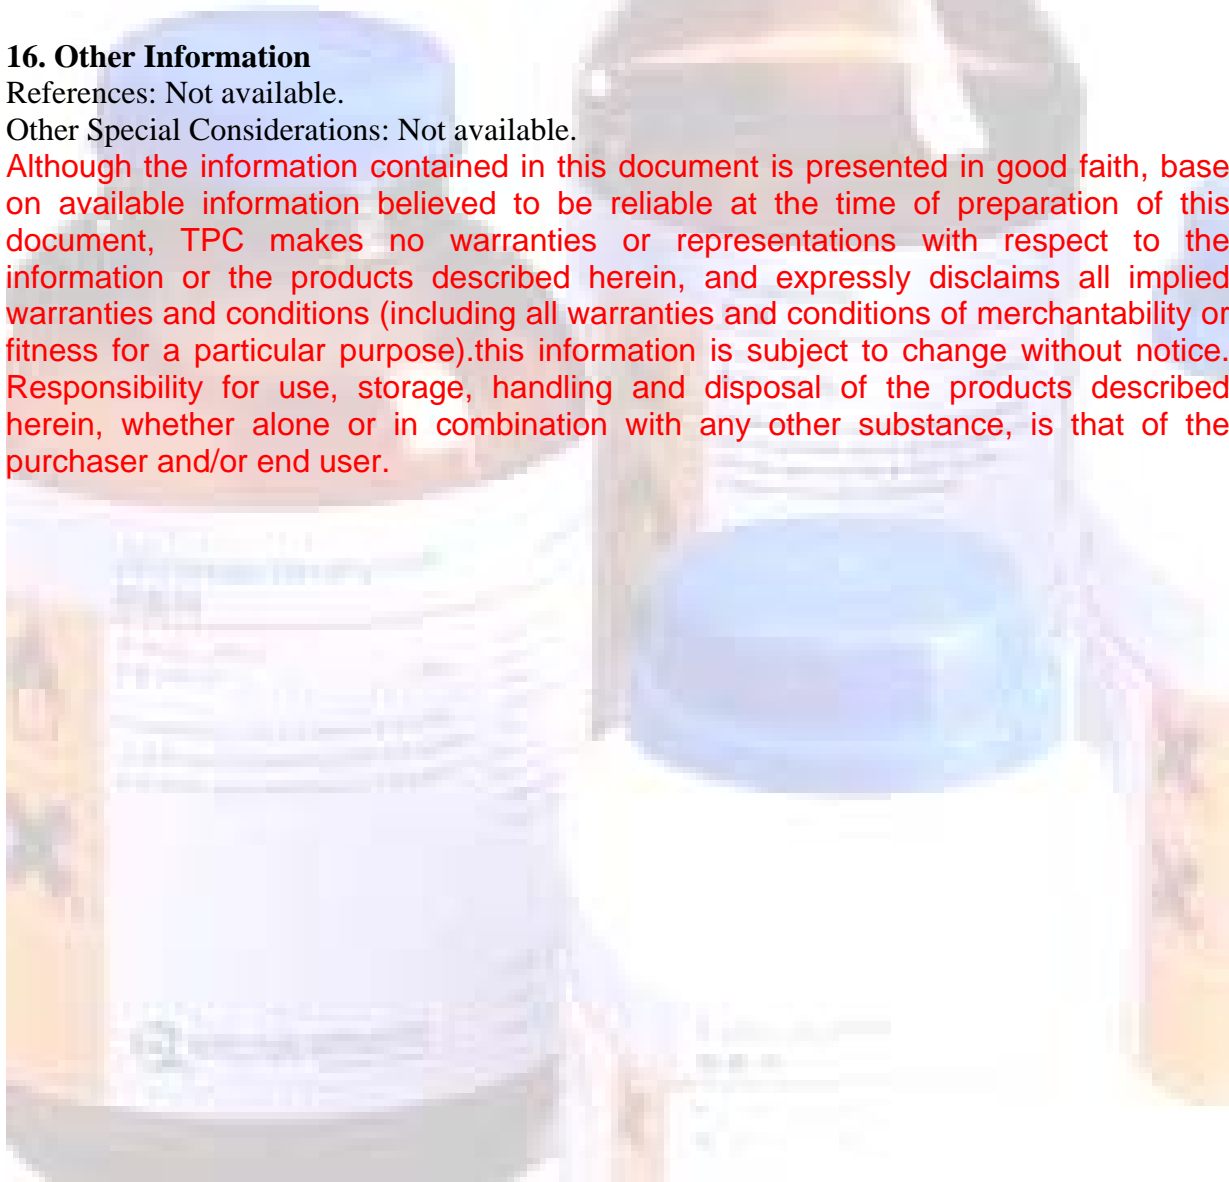 16. Other Information
References: Not available.
Other Special Considerations: Not available.
Although the information contained in this document is presented in good faith, base
on available information believed to be reliable at the time of preparation of this
document, TPC makes no warranties or representations with respect to the
information or the products described herein, and expressly disclaims all implied
warranties and conditions (including all warranties and conditions of merchantability or
fitness for a particular purpose).this information is subject to change without notice.
Responsibility for use, storage, handling and disposal of the products described
herein, whether alone or in combination with any other substance, is that of the
purchaser and/or end user.